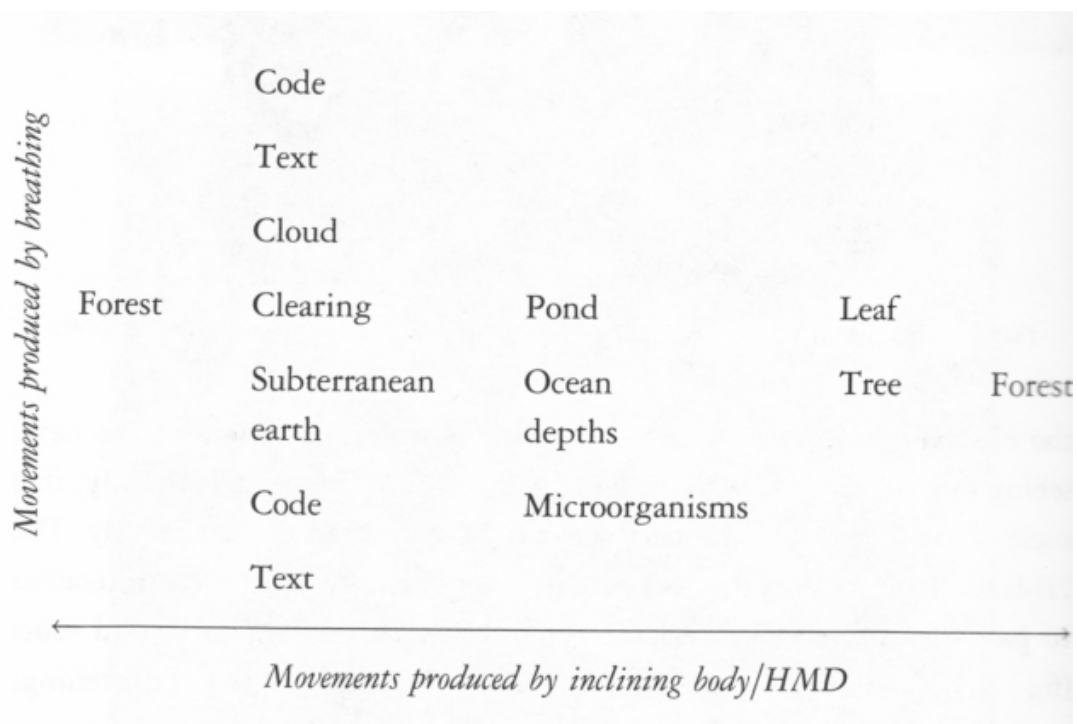 Movements produced by breathing
Code
Text
Cloud
Forest Clearing Pond Leaf
Subterranean Ocean Tree Forest
earth depths
Code Microorganisms
Text
Movements produced by inclining body/HMD